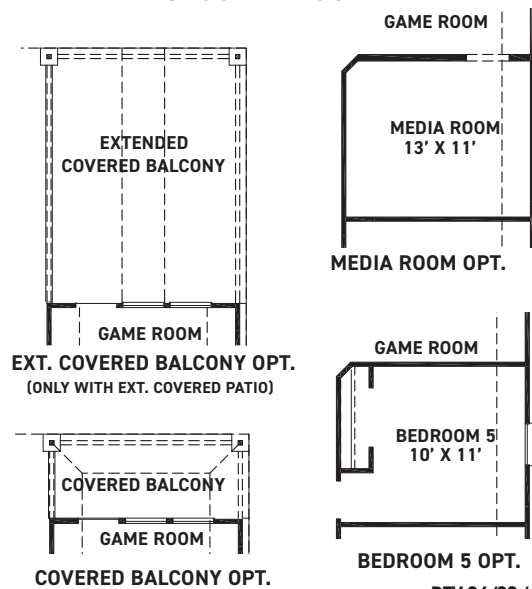 GAME ROOM
MEDIA ROOM
13' X 11'
MEDIA ROOM OPT.
EXTENDED
COVERED BALCONY
GAME ROOM
EXT. COVERED BALCONY OPT.
(ONLY WITH EXT. COVERED PATIO)
GAME ROOM
BEDROOM 5
10' X 11'
BEDROOM 5 OPT.
COVERED BALCONY
GAME ROOM
COVERED BALCONY OPT.